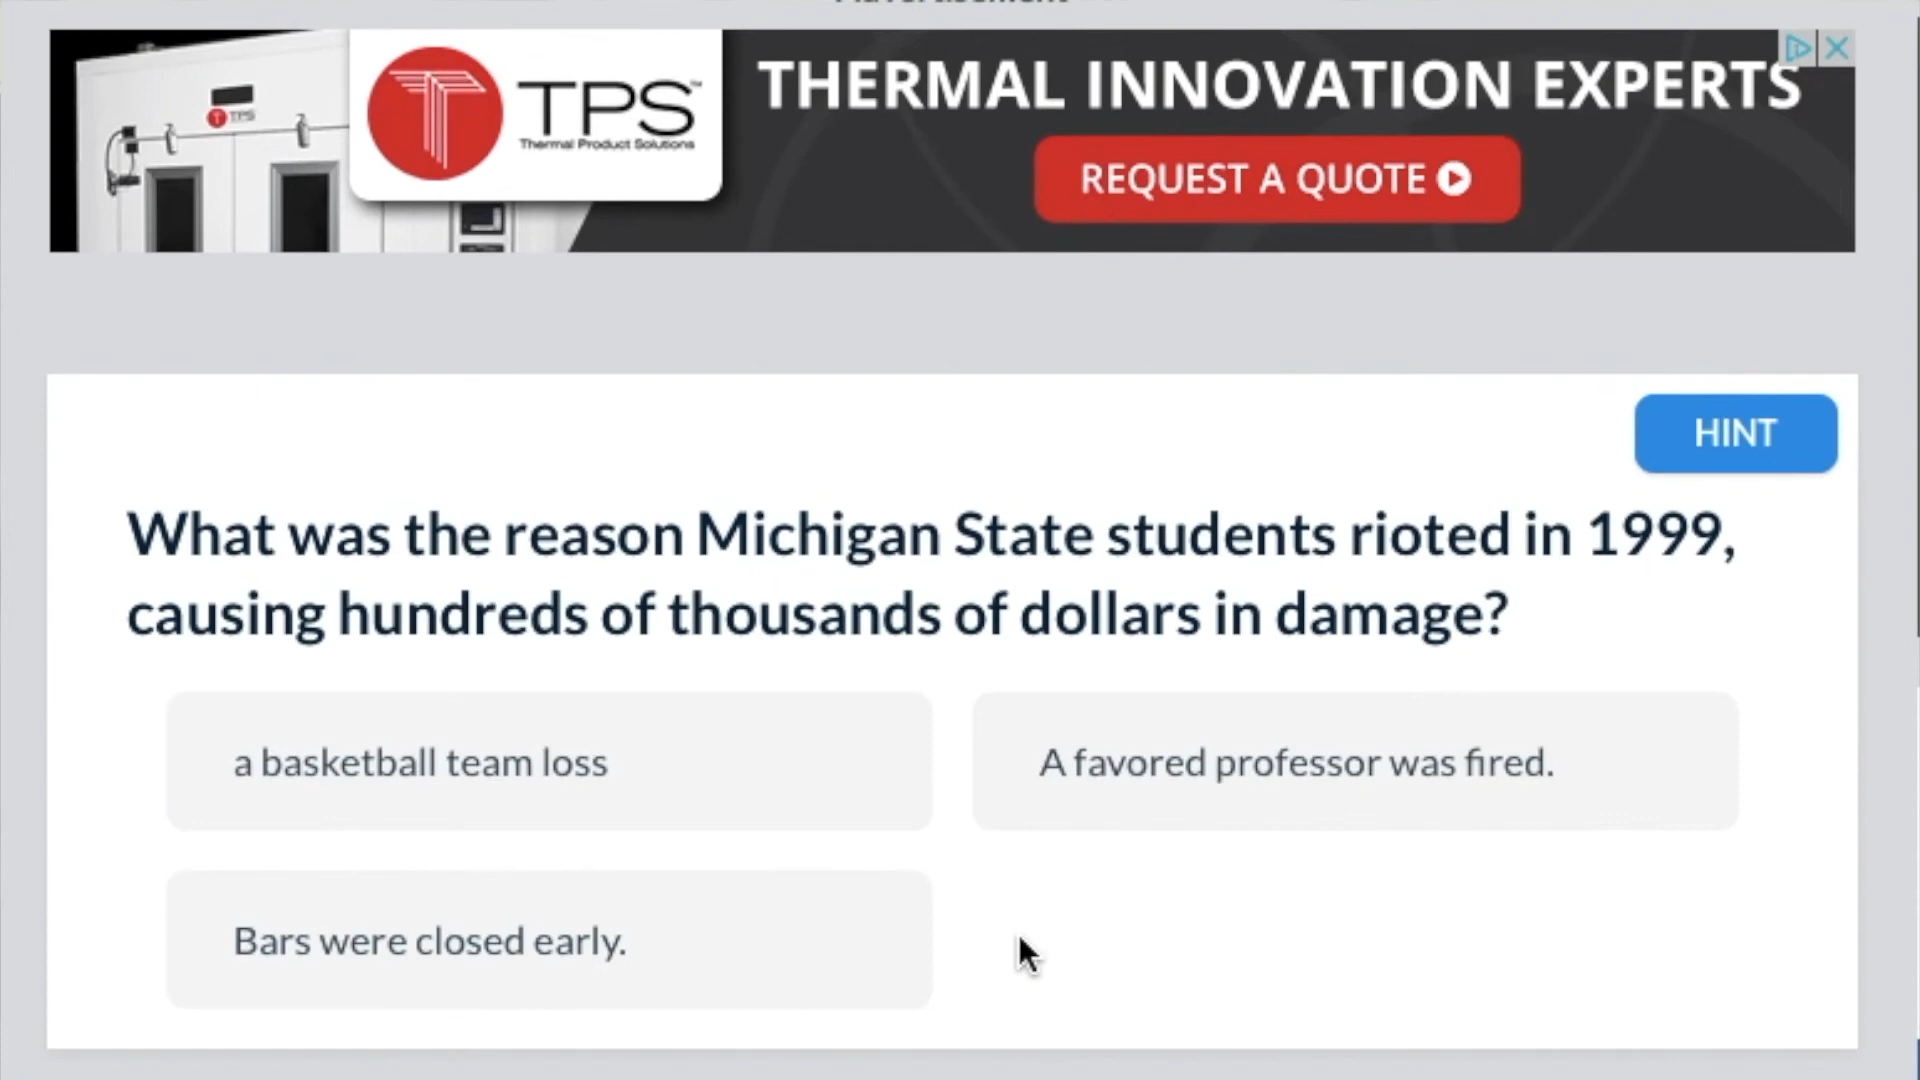 Advertisement
TPS
TPS™
Thermal Product Solutions
THERMAL INNOVATION EXPERTS
REQUEST A QUOTE
HINT
What was the reason Michigan State students rioted in 1999,
causing hundreds of thousands of dollars in damage?
a basketball team loss
A favored professor was fired.
Bars were closed early.